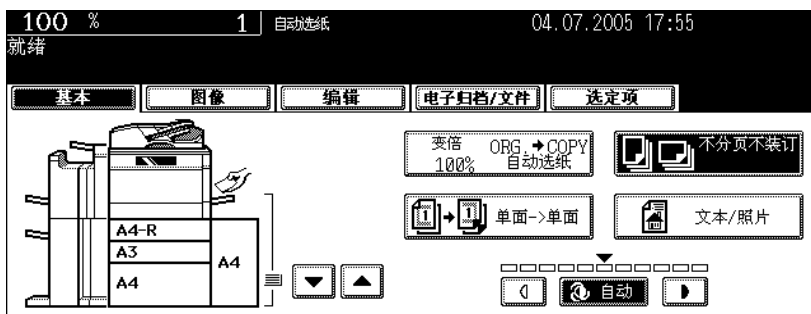 100 % 1 自动选纸 04.07.2005 17:55
就绪
基本 图像 编辑 电子归档/文件 选定项
变倍 ORG.→COPY
100% 自动选纸
不分页不装订
1→1 单面->单面
文本/照片
A4-R
A3
A4
A4
自动